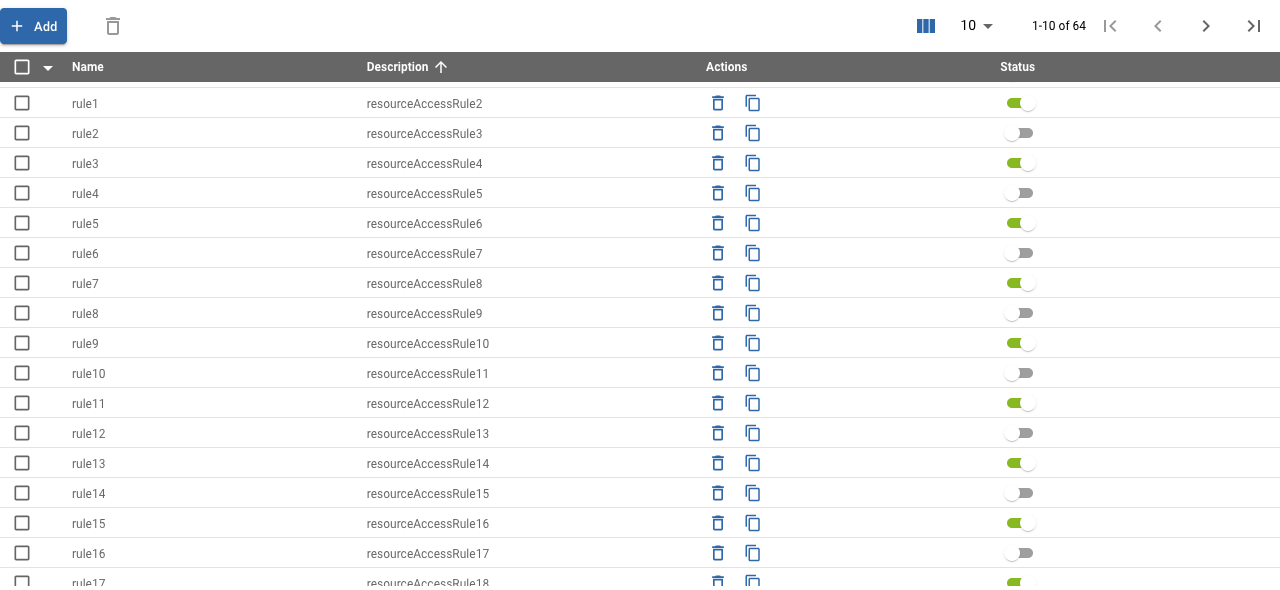 Add
10
1-10 of 64
Name Description Actions Status
rule1 resourceAccessRule2
rule2 resourceAccessRule3
rule3 resourceAccessRule4
rule4 resourceAccessRule5
rule5 resourceAccessRule6
rule6 resourceAccessRule7
rule7 resourceAccessRule8
rule8 resourceAccessRule9
rule9 resourceAccessRule10
rule10 resourceAccessRule11
rule11 resourceAccessRule12
rule12 resourceAccessRule13
rule13 resourceAccessRule14
rule14 resourceAccessRule15
rule15 resourceAccessRule16
rule16 resourceAccessRule17
rule17 resourceAccessRule18